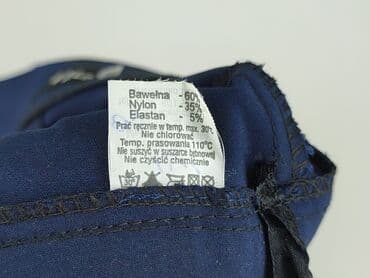 Bawełna - 60%
Nylon - 35%
Elastan - 5%
Prać ręcznie w temp. max. 30°C
Nie chlorować
Temp. prasowania 110°C
Nie suszyć w suszarce bębnowej
Nie czyścić chemicznie